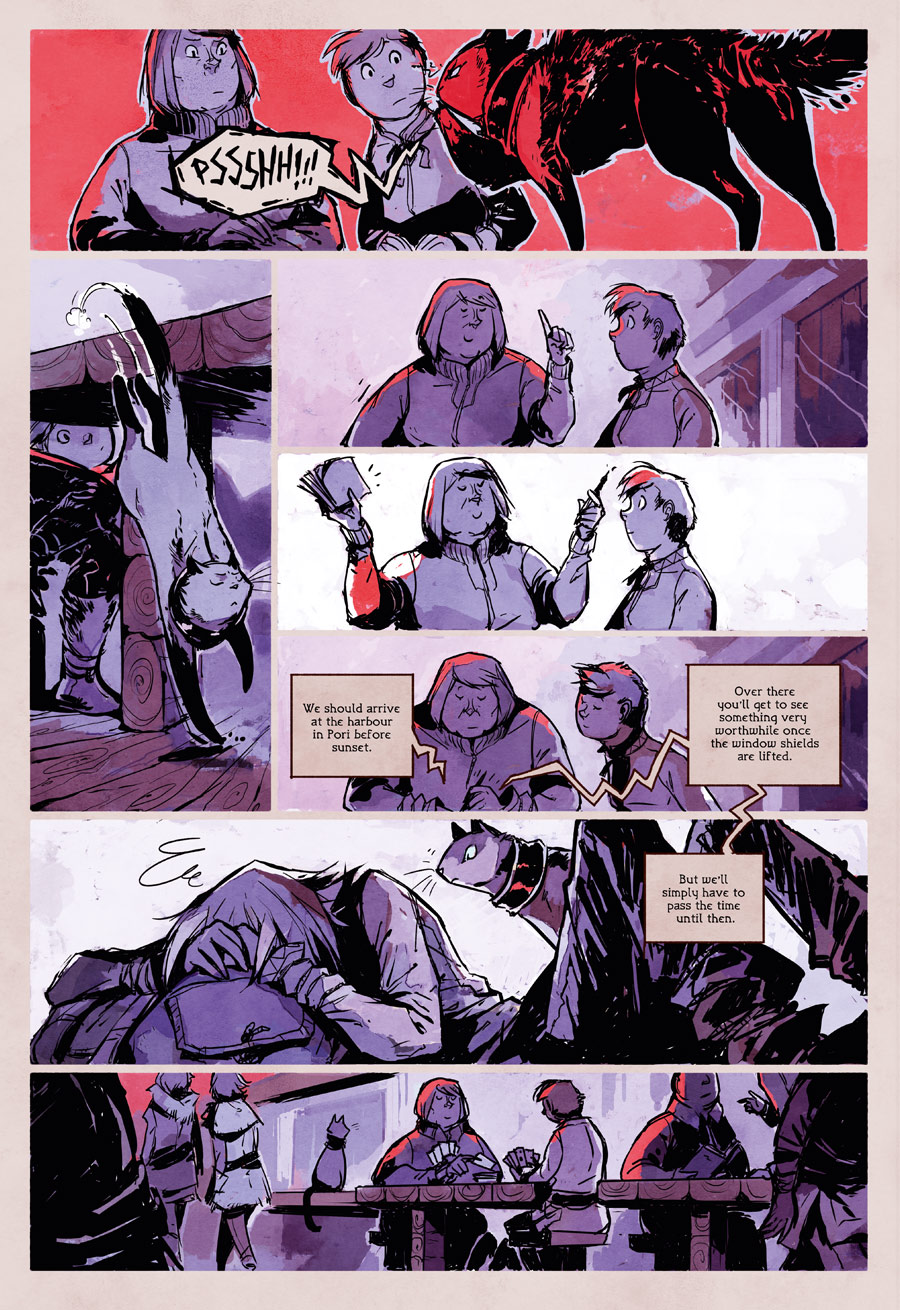 PSSSHH!!!
We should arrive
at the harbour
in Pori before
sunset.
Over there
you'll get to see
something very
worthwhile once
the window shields
are lifted.
But we'll
simply have to
pass the time
until then.